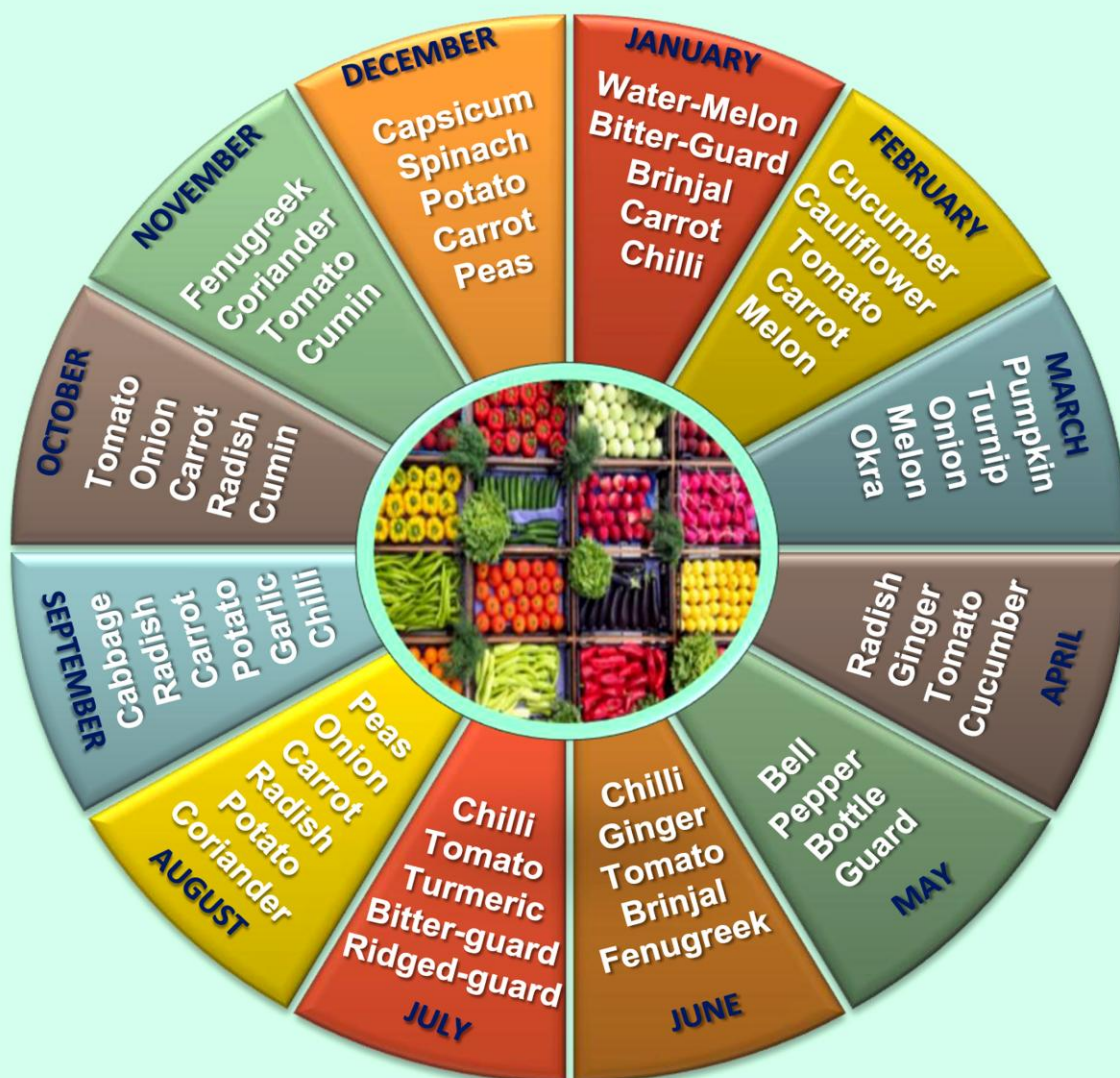 JANUARY
Water-Melon
Bitter-Guard
Brinjal
Carrot
Chilli
FEBRUARY
Cucumber
Cauliflower
Tomato
Carrot
Melon
MARCH
Pumpkin
Turnip
Onion
Melon
Okra
APRIL
Radish
Ginger
Tomato
Cucumber
MAY
Bell
Pepper
Bottle
Guard
JUNE
Chilli
Ginger
Tomato
Brinjal
Fenugreek
JULY
Chilli
Tomato
Turmeric
Bitter-guard
Ridged-guard
AUGUST
Peas
Onion
Carrot
Radish
Potato
Coriander
SEPTEMBER
Cabbage
Radish
Carrot
Potato
Garlic
Chilli
OCTOBER
Tomato
Onion
Carrot
Radish
Cumin
NOVEMBER
Fenugreek
Coriander
Tomato
Cumin
DECEMBER
Capsicum
Spinach
Potato
Carrot
Peas